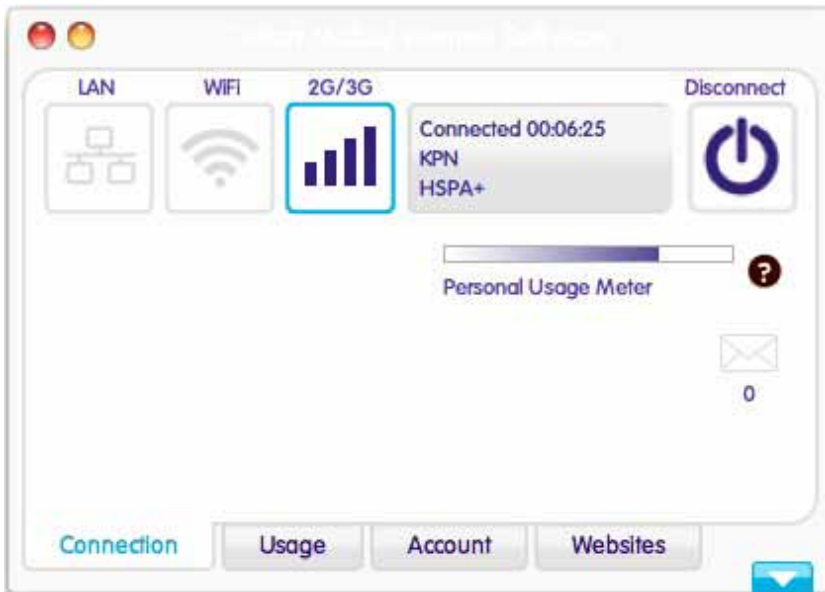 LAN WiFi 2G/3G Disconnect
Connected 00:06:25
KPN
HSPA+
?
Personal Usage Meter
0
Connection Usage Account Websites